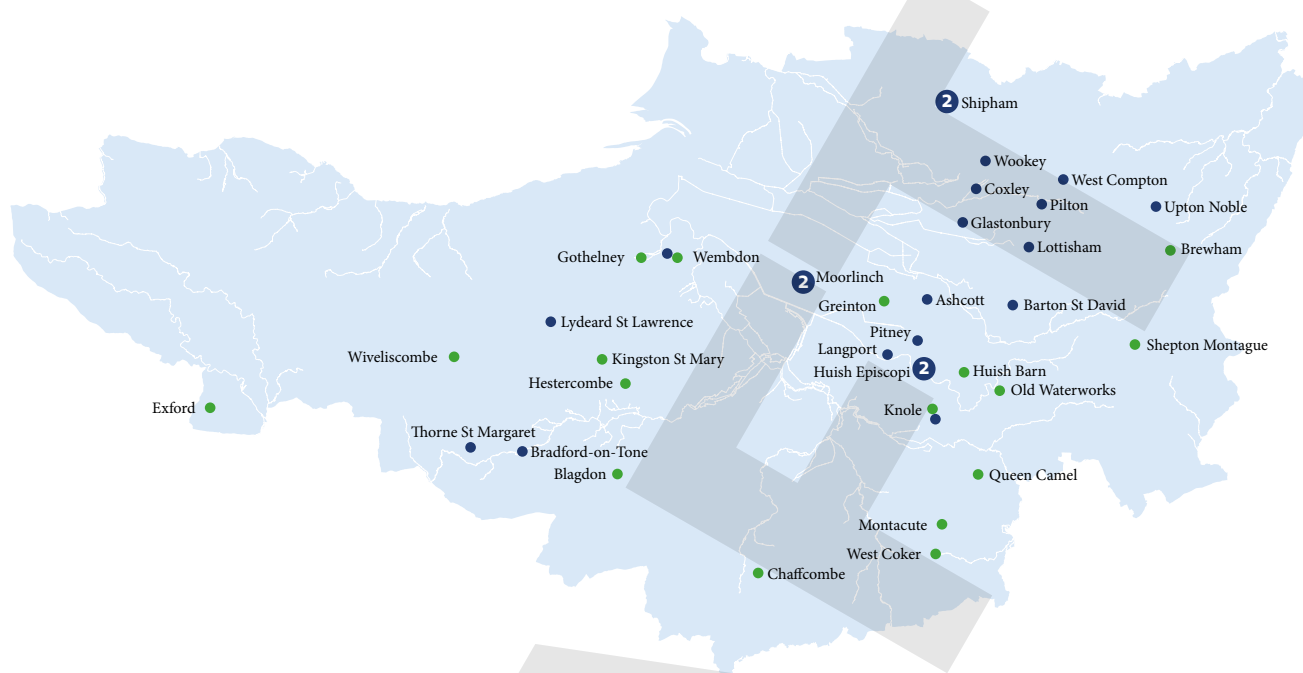 2 Shipham
Wookey
West Compton
Coxley
Pilton
Upton Noble
Glastonbury
Lottisham
Brewham
Gothelney
Wembdon
2 Moorlinch
Greinton
Ashcott
Barton St David
Lydeard St Lawrence
Pitney
Shepton Montague
Langport
Wiveliscombe
Kingston St Mary
Huish Episcopi 2
Huish Barn
Hestercombe
Old Waterworks
Exford
Knole
Thorne St Margaret
Bradford-on-Tone
Blagdon
Queen Camel
Montacute
West Coker
Chaffcombe